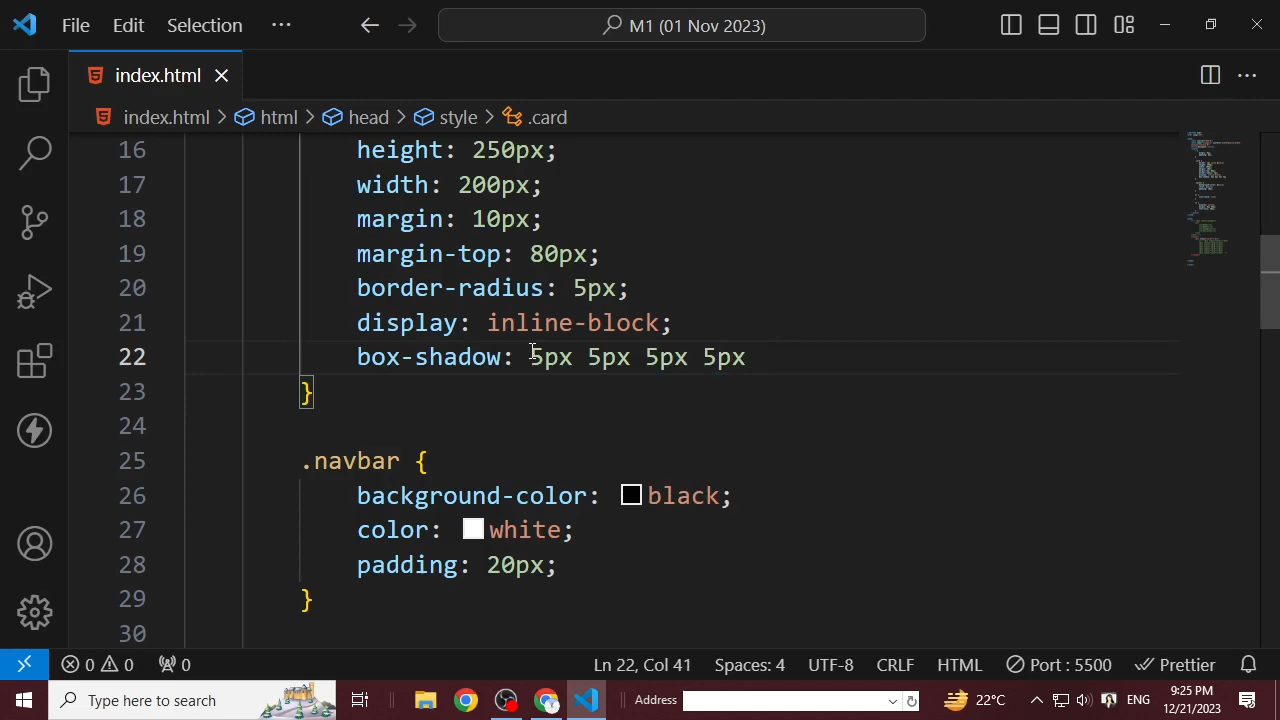 File Edit Selection ··· M1 (01 Nov 2023)
index.html
index.html > html > head > style > .card
16 height: 250px;
17 width: 200px;
18 margin: 10px;
19 margin-top: 80px;
20 border-radius: 5px;
21 display: inline-block;
22 box-shadow: 5px 5px 5px 5px
23 }
24
25 .navbar {
26 background-color: black;
27 color: white;
28 padding: 20px;
29 }
30
0 0 0 Ln 22, Col 41 Spaces: 4 UTF-8 CRLF HTML Port : 5500 Prettier
Type here to search Address 22°C ENG 9:25 PM
12/21/2023